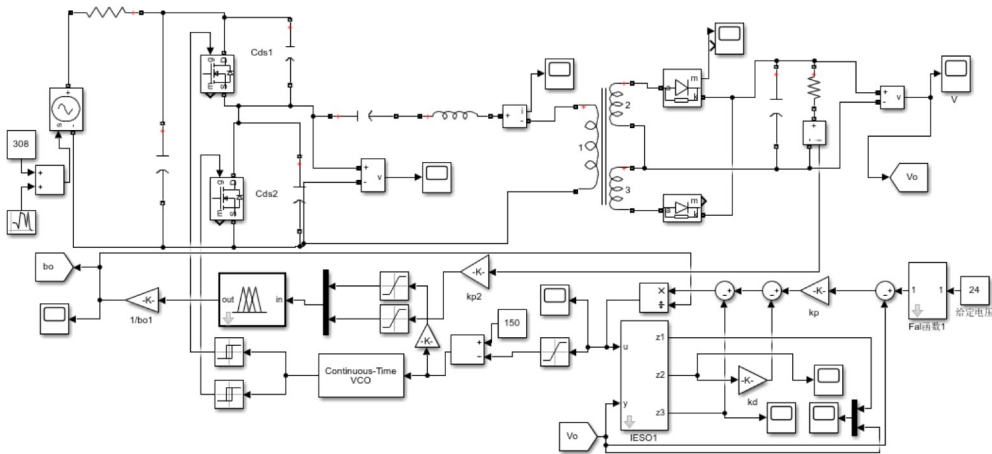 Cds1
i
m
a
k
2
V
v
308
1
Vo
g
m
Cds2
v
3
m
a
k
bo
out
in
-K-
1/bo1
-K-
kp2
-K-
150
Continuous-Time
VCO
×
÷
u
y
z1
z2
z3
IESO1
-K-
kd
-K-
kp
-K-
1
1
Fal函数1
24
给定电压
Vo